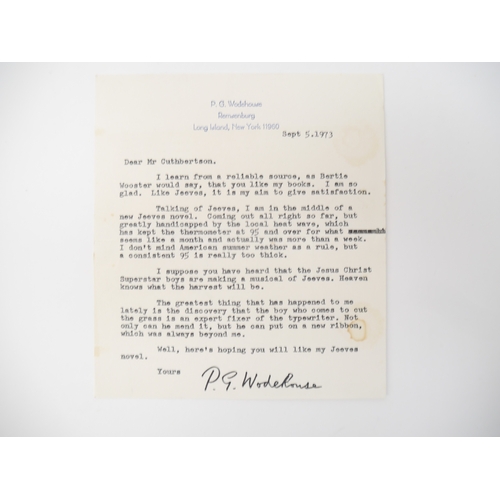 P. G. Wodehouse
Remsenburg
Long Island, New York 11960
Sept 5.1973
Dear Mr Cuthbertson.
I learn from a reliable source, as Bertie
Wooster would say, that you like my books. I am so
glad. Like Jeeves, it is my aim to give satisfaction.
Talking of Jeeves, I am in the middle of a
new Jeeves novel. Coming out all right so far, but
greatly handicapped by the local heat wave, which
has kept the thermometer at 95 and over for what
seems like a month and actually was more than a week.
I don't mind American summer weather as a rule, but
a consistent 95 is really too thick.
I suppose you have heard that the Jesus Christ
Superstar boys are making a musical of Jeeves. Heaven
knows what the harvest will be.
The greatest thing that has happened to me
lately is the discovery that the boy who comes to cut
the grass is an expert fixer of the typewriter. Not
only can he mend it, but he can put on a new ribbon,
which was always beyond me.
Well, here's hoping you will like my Jeeves
novel.
Yours
P. G. Wodehouse